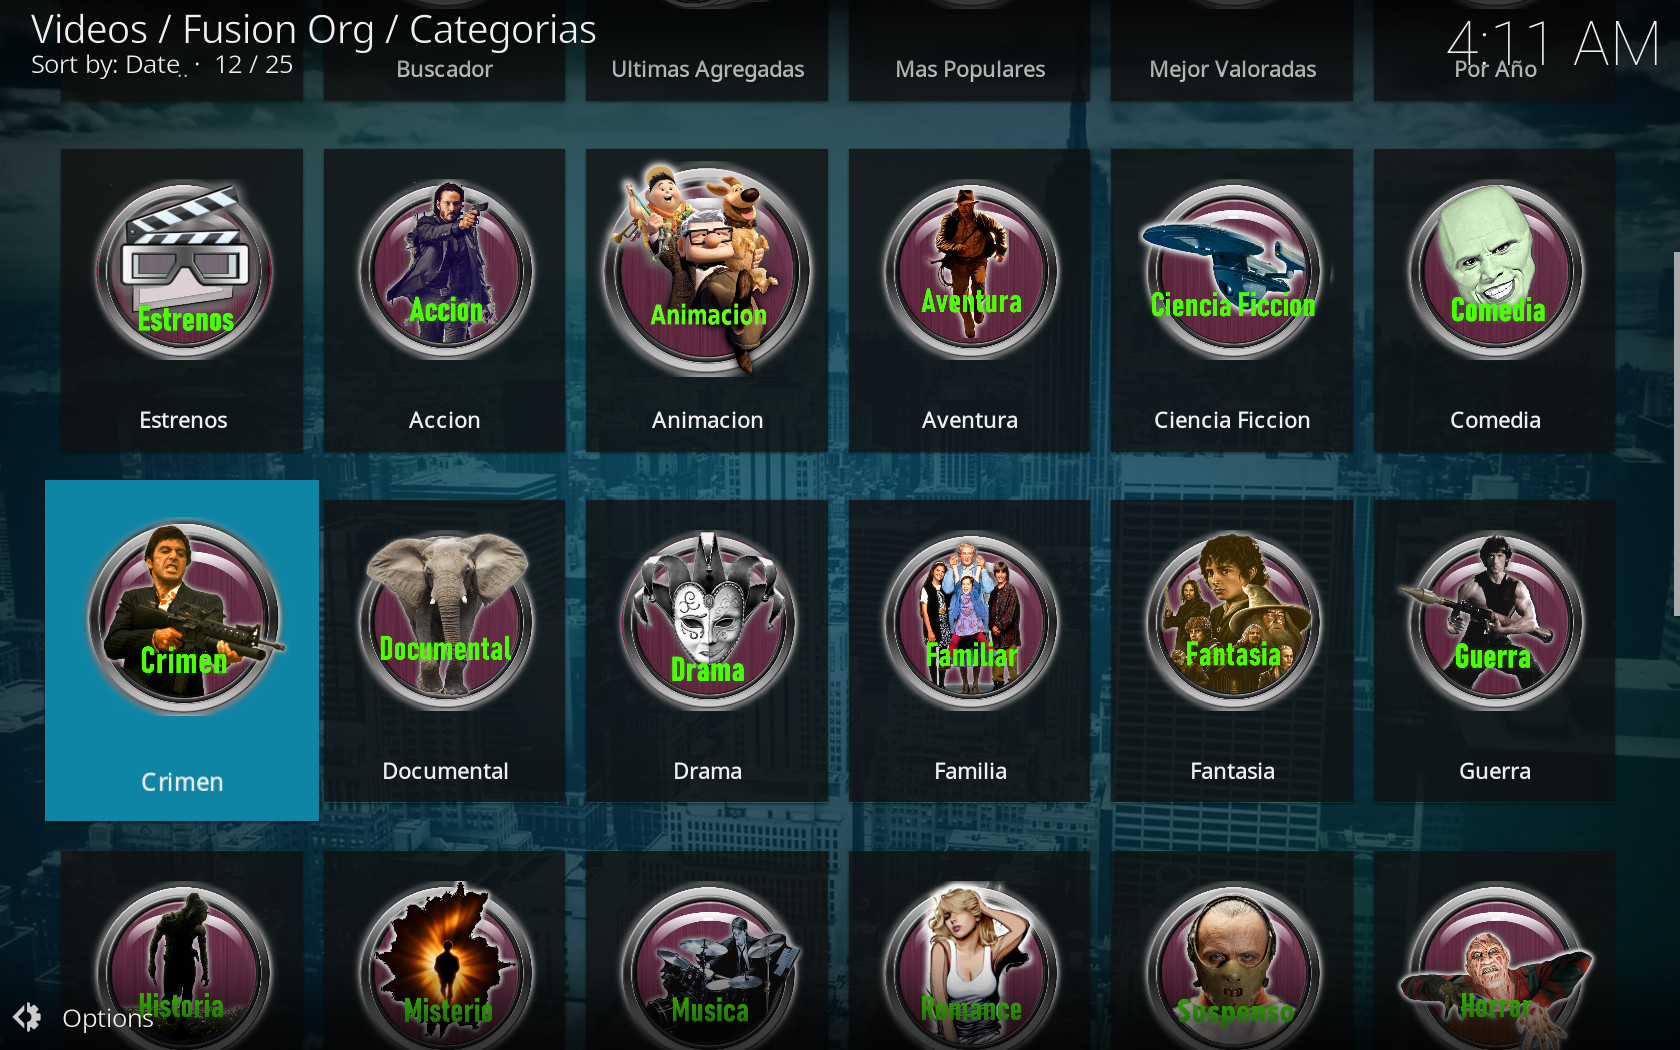 Videos / Fusion Org / Categorias
4:11 AM
Sort by: Date · 12 / 25
..
Buscador
Ultimas Agregadas
Mas Populares
Mejor Valoradas
Por Año
Estrenos
Accion
Animacion
Aventura
Ciencia Ficcion
Comedia
Estrenos
Accion
Animacion
Aventura
Ciencia Ficcion
Comedia
Crimen
Documental
Drama
Familiar
Fantasia
Guerra
Crimen
Documental
Drama
Familia
Fantasia
Guerra
Historia
Misterio
Musica
Romance
Suspenso
Horror
Options